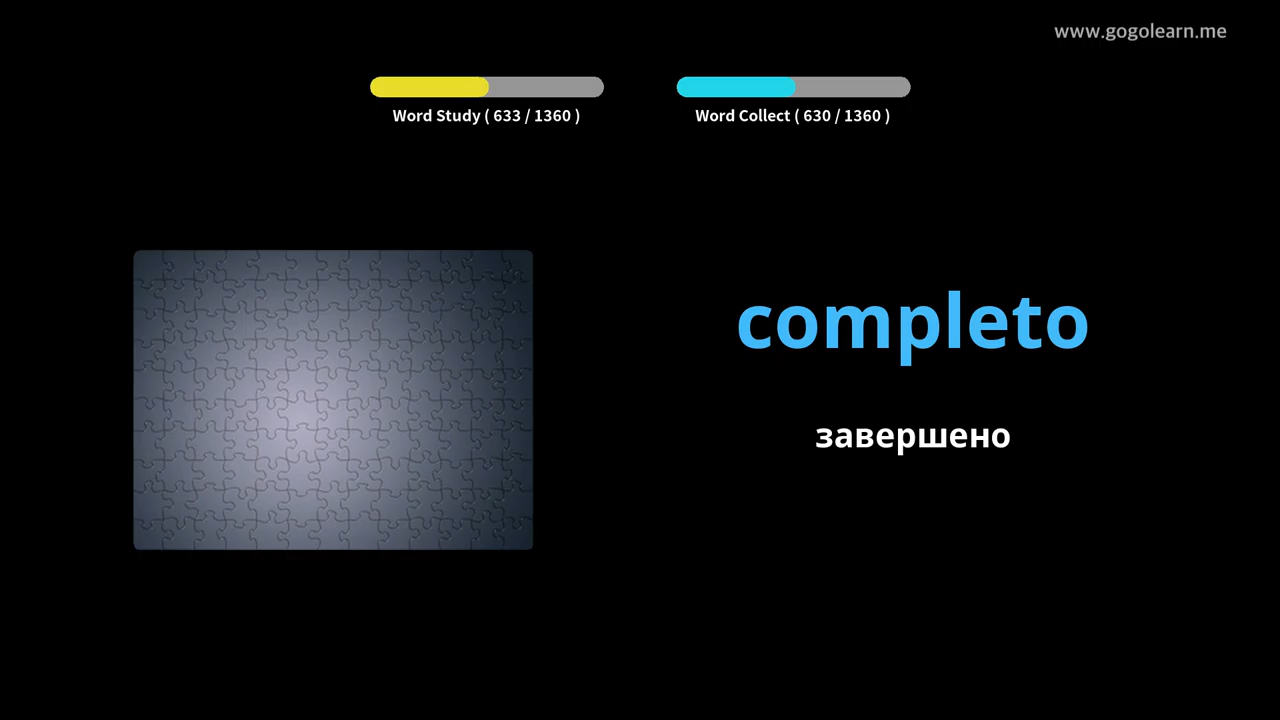 www.gogolearn.me
Word Study ( 633 / 1360 )
Word Collect ( 630 / 1360 )
completo
завершено